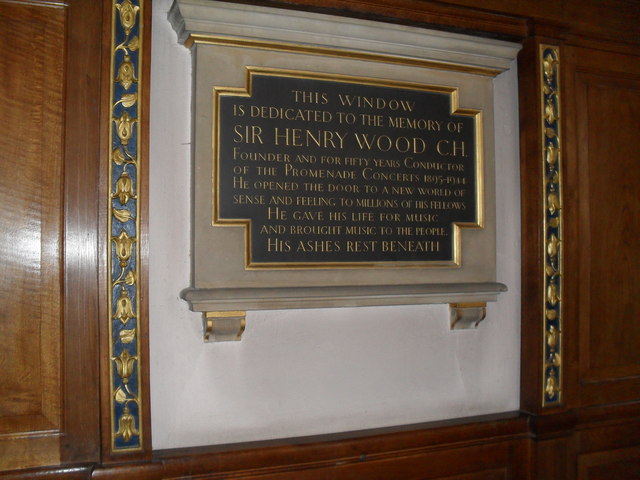 THIS WINDOW
IS DEDICATED TO THE MEMORY OF
SIR HENRY WOOD C.H.
FOUNDER AND FOR FIFTY YEARS CONDUCTOR
OF THE PROMENADE CONCERTS 1895-1944
HE OPENED THE DOOR TO A NEW WORLD OF
SENSE AND FEELING TO MILLIONS OF HIS FELLOWS
HE GAVE HIS LIFE FOR MUSIC
AND BROUGHT MUSIC TO THE PEOPLE.
HIS ASHES REST BENEATH